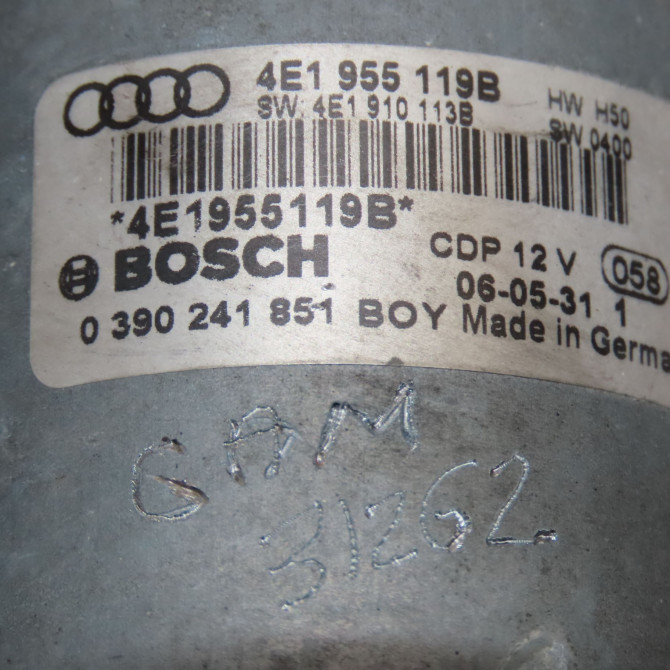 4E1 955 119B
HW H50
SW 4E1 910 113B
SW 0400
*4E1955119B*
BOSCH
CDP 12 V
058
06-05-31 1
0 390 241 851 BOY Made in Germa
GAM
31262